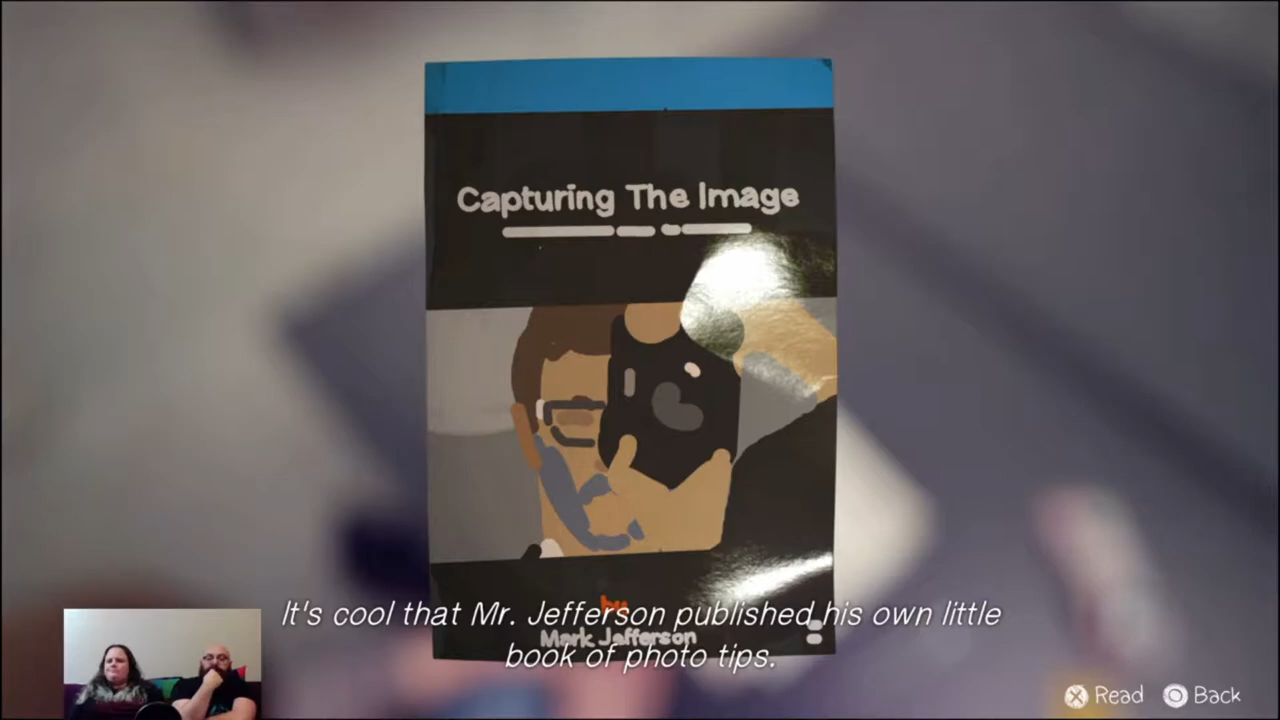 Capturing The Image
by
Mark Jefferson
It's cool that Mr. Jefferson published his own little
book of photo tips.
Read
Back